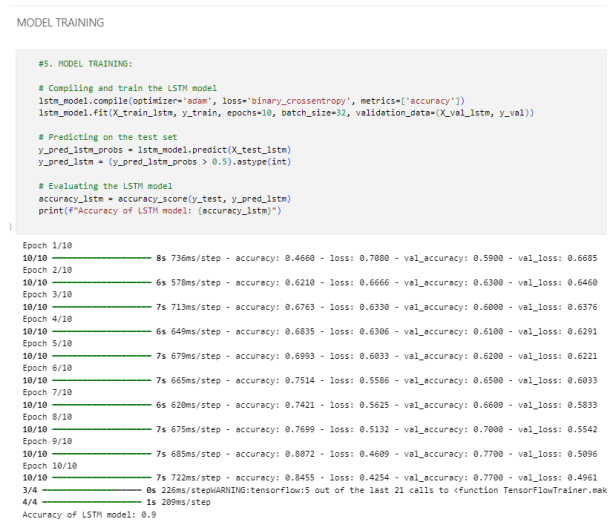 MODEL TRAINING
#5. MODEL TRAINING:
# Compiling and train the LSTM model
lstm_model.compile(optimizer='adam', loss='binary_crossentropy', metrics=['accuracy'])
lstm_model.fit(X_train_lstm, y_train, epochs=10, batch_size=32, validation_data=(X_val_lstm, y_val))
# Predicting on the test set
y_pred_lstm_probs = lstm_model.predict(X_test_lstm)
y_pred_lstm = (y_pred_lstm_probs > 0.5).astype(int)
# Evaluating the LSTM model
accuracy_lstm = accuracy_score(y_test, y_pred_lstm)
print(f"Accuracy of LSTM model: {accuracy_lstm}")
]
Epoch 1/10
10/10 8s 736ms/step - accuracy: 0.4660 - loss: 0.7080 - val_accuracy: 0.5900 - val_loss: 0.6685
Epoch 2/10
10/10 6s 578ms/step - accuracy: 0.6210 - loss: 0.6666 - val_accuracy: 0.6300 - val_loss: 0.6460
Epoch 3/10
10/10 7s 713ms/step - accuracy: 0.6763 - loss: 0.6330 - val_accuracy: 0.6000 - val_loss: 0.6376
Epoch 4/10
10/10 6s 649ms/step - accuracy: 0.6835 - loss: 0.6306 - val_accuracy: 0.6100 - val_loss: 0.6291
Epoch 5/10
10/10 7s 679ms/step - accuracy: 0.6993 - loss: 0.6033 - val_accuracy: 0.6200 - val_loss: 0.6221
Epoch 6/10
10/10 7s 665ms/step - accuracy: 0.7514 - loss: 0.5586 - val_accuracy: 0.6500 - val_loss: 0.6033
Epoch 7/10
10/10 6s 620ms/step - accuracy: 0.7421 - loss: 0.5625 - val_accuracy: 0.6600 - val_loss: 0.5833
Epoch 8/10
10/10 7s 675ms/step - accuracy: 0.7699 - loss: 0.5132 - val_accuracy: 0.7000 - val_loss: 0.5542
Epoch 9/10
10/10 7s 685ms/step - accuracy: 0.8072 - loss: 0.4609 - val_accuracy: 0.7700 - val_loss: 0.5096
Epoch 10/10
10/10 7s 722ms/step - accuracy: 0.8455 - loss: 0.4254 - val_accuracy: 0.7700 - val_loss: 0.4961
3/4 0s 226ms/stepWARNING:tensorflow:5 out of the last 21 calls to <function TensorFlowTrainer.mak
4/4 1s 209ms/step
Accuracy of LSTM model: 0.9